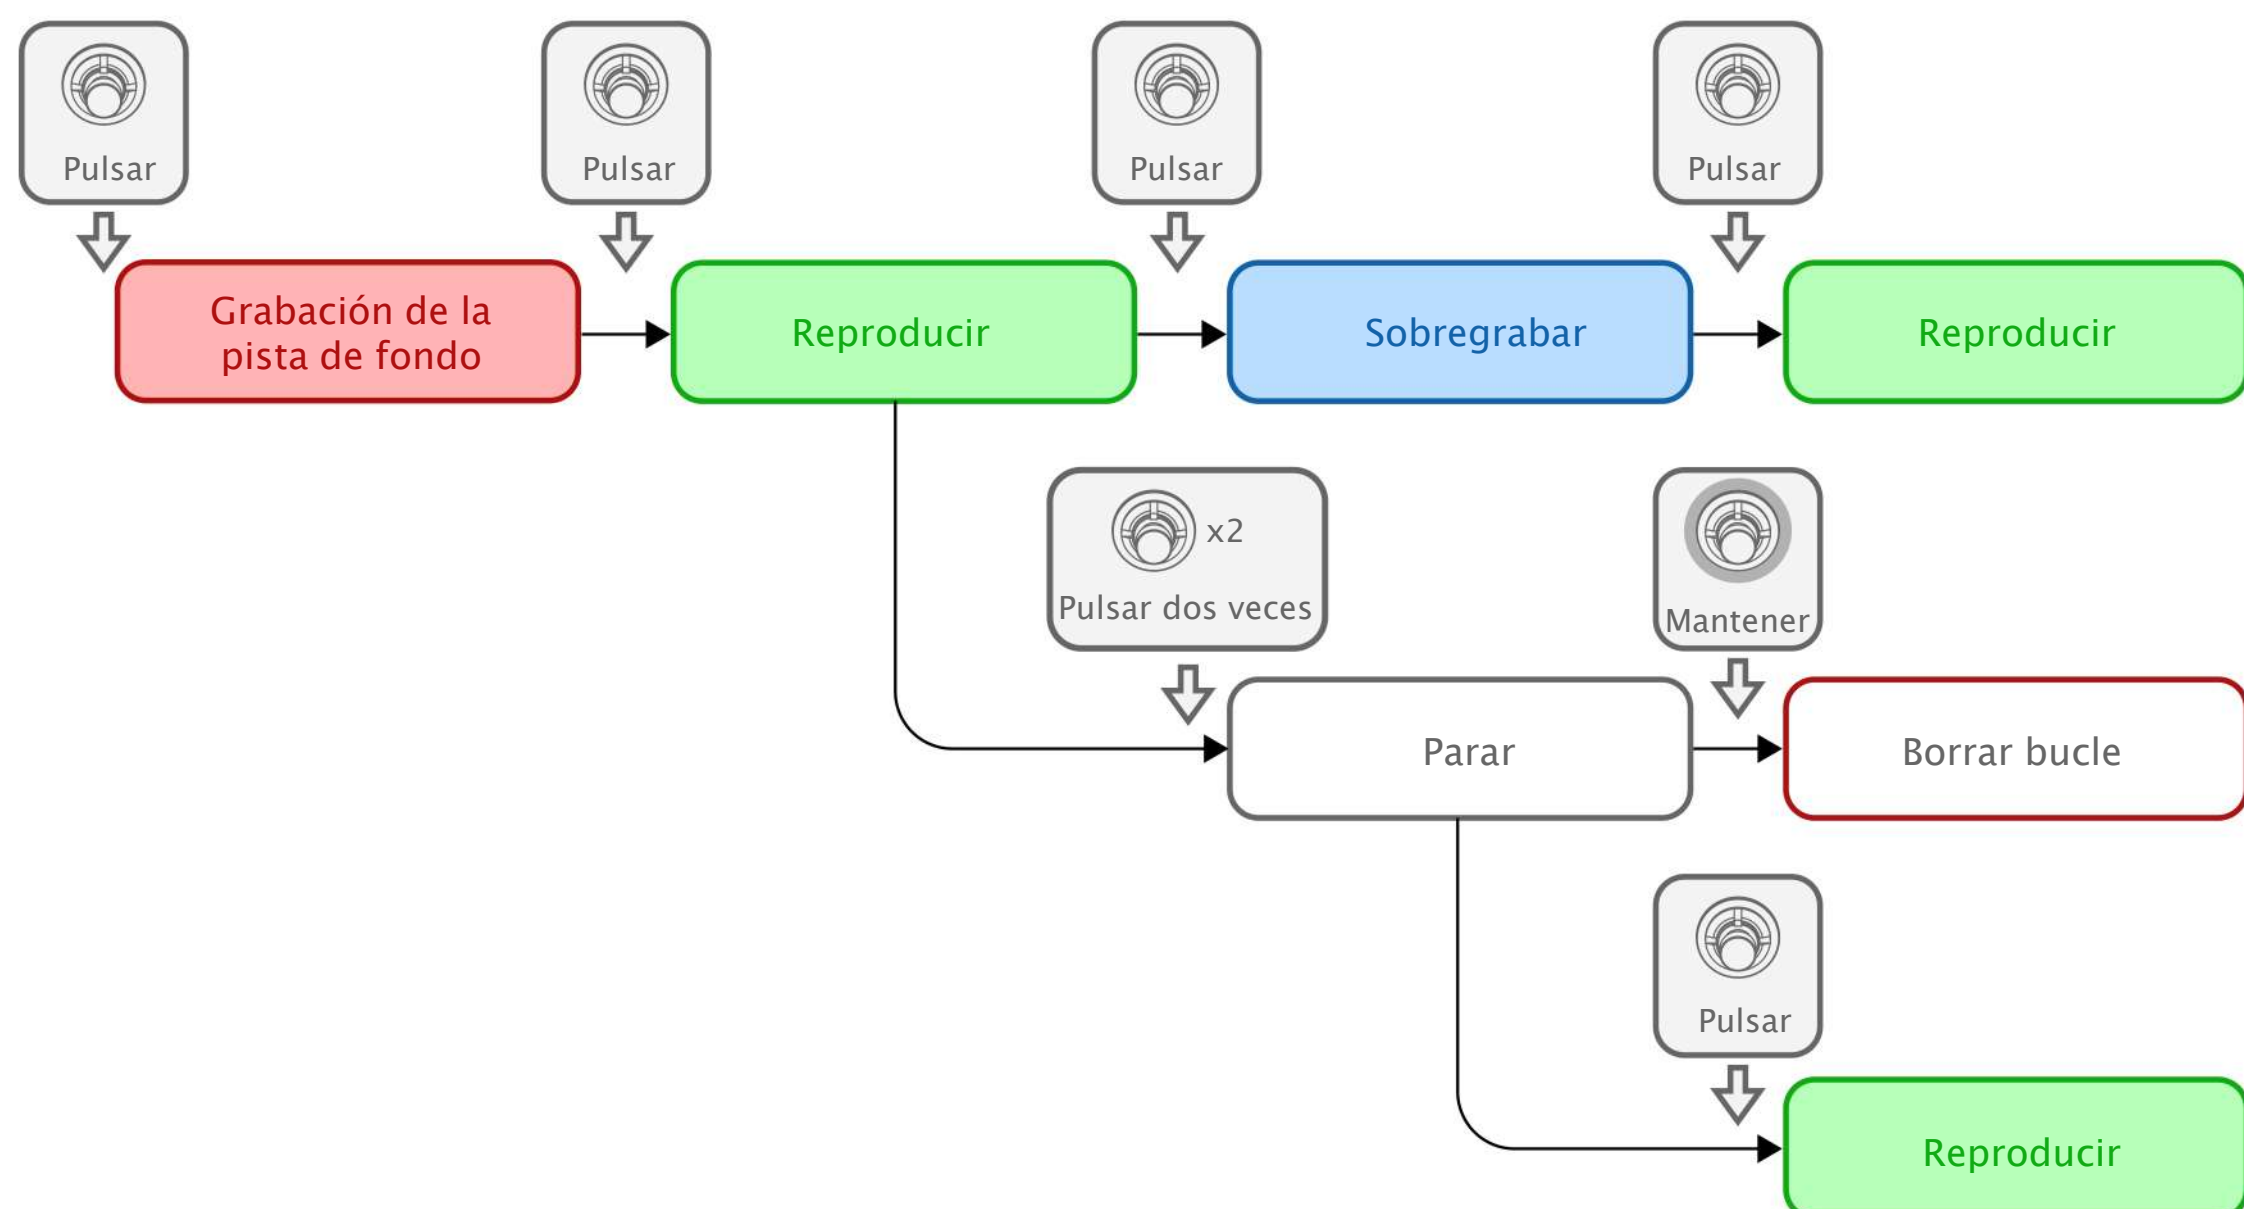 Pulsar
Pulsar
Pulsar
Pulsar
Grabación de la
pista de fondo
Reproducir
Sobregrabar
Reproducir
x2
Pulsar dos veces
Mantener
Parar
Borrar bucle
Pulsar
Reproducir